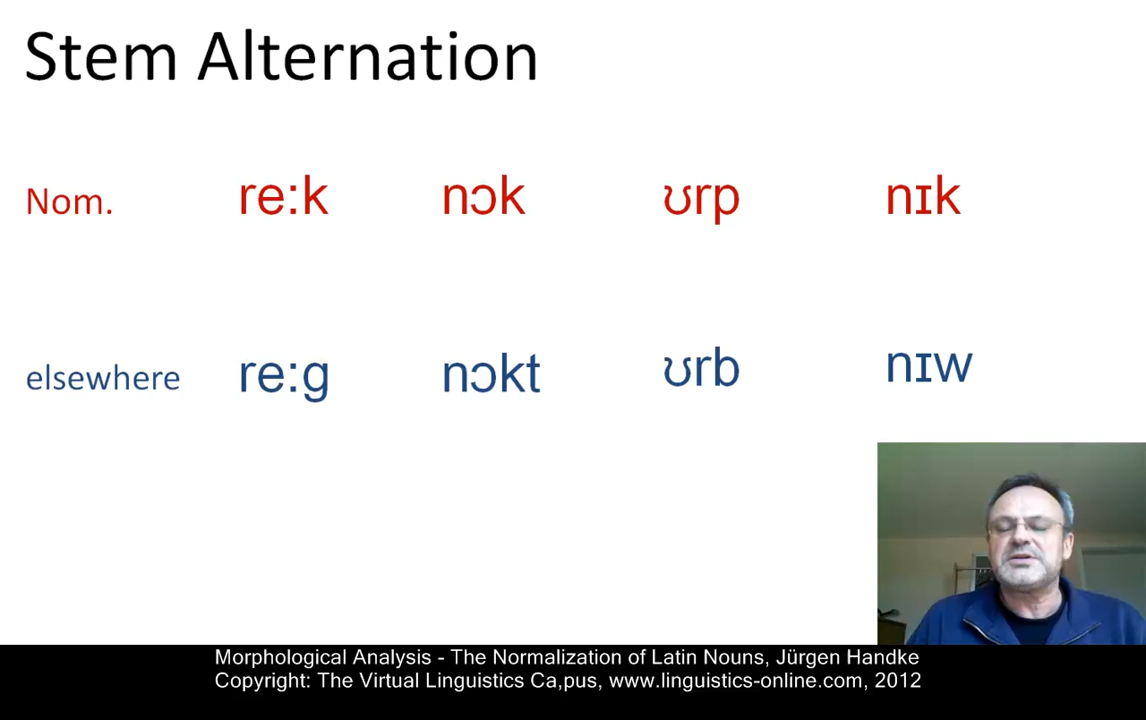 Stem Alternation
Nom. re:k nɔk ʊrp nɪk
elsewhere re:g nɔkt ʊrb nɪw
Morphological Analysis - The Normalization of Latin Nouns, Jürgen Handke
Copyright: The Virtual Linguistics Ca,pus, www.linguistics-online.com, 2012